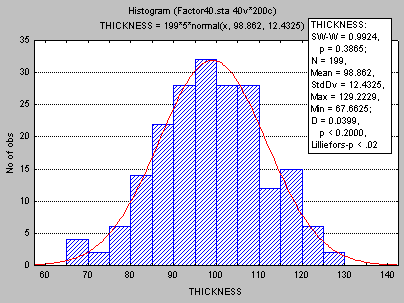 Histogram (Factor40.sta 40v*200c)
THICKNESS = 199*5*normal(x, 98.862, 12.4325)
THICKNESS:
SW-W = 0.9924,
p = 0.3865;
N = 199,
Mean = 98.862,
StdDv = 12.4325,
Max = 129.2229,
Min = 67.6625;
D = 0.0399,
p < 0.2000,
Lilliefors-p < .02
No of obs
35
30
25
20
15
10
5
0
60 70 80 90 100 110 120 130 140
THICKNESS